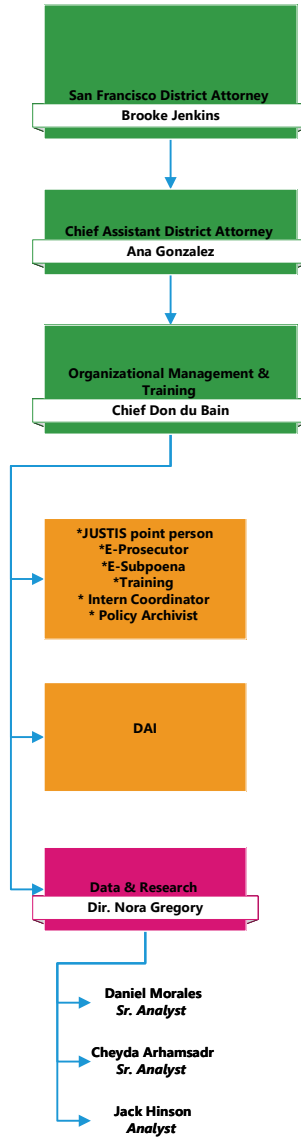 San Francisco District Attorney
Brooke Jenkins
Chief Assistant District Attorney
Ana Gonzalez
Organizational Management &
Training
Chief Don du Bain
*JUSTIS point person
*E-Prosecutor
*E-Subpoena
*Training
* Intern Coordinator
* Policy Archivist
DAI
Data & Research
Dir. Nora Gregory
Daniel Morales
Sr. Analyst
Cheyda Arhamsadr
Sr. Analyst
Jack Hinson
Analyst